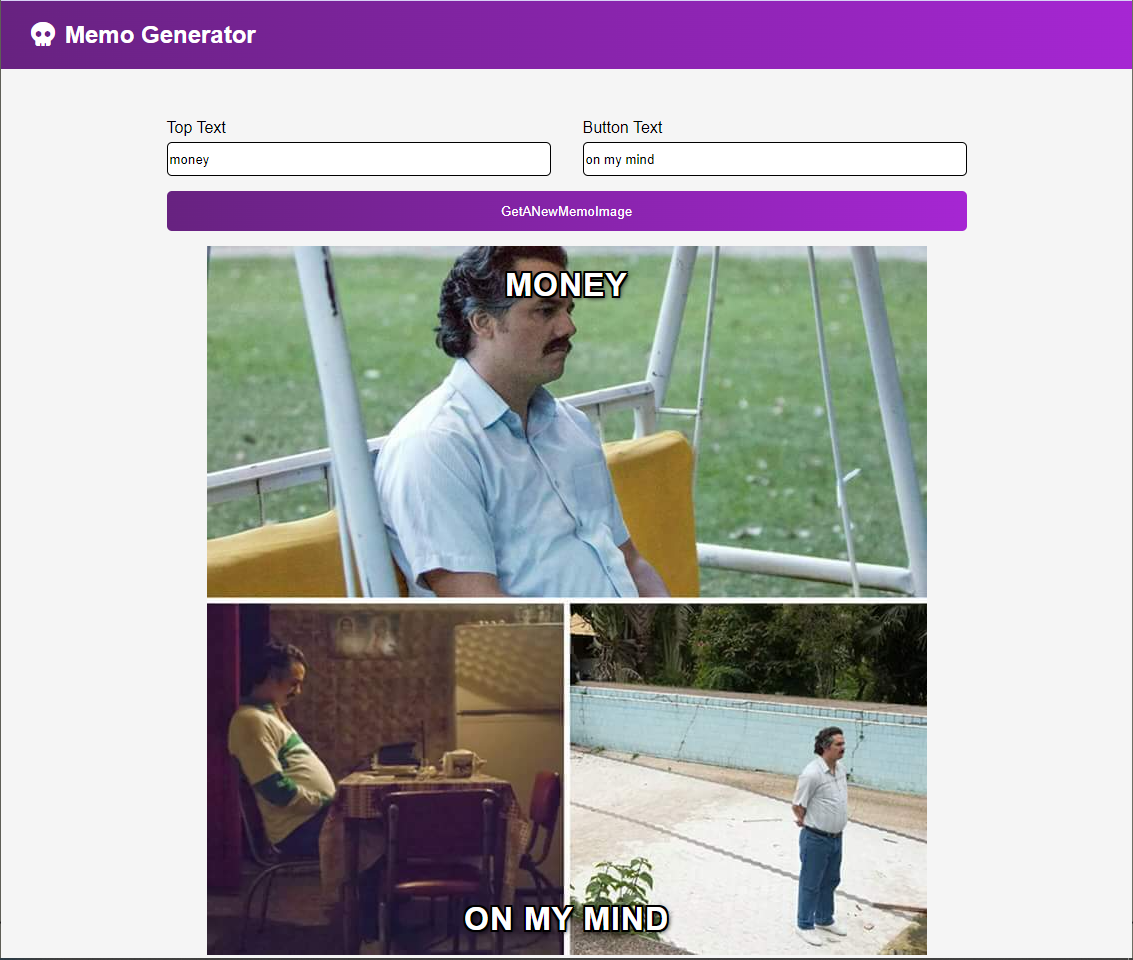 Memo Generator
Top Text
Button Text
money
on my mind
GetANewMemoImage
MONEY
ON MY MIND